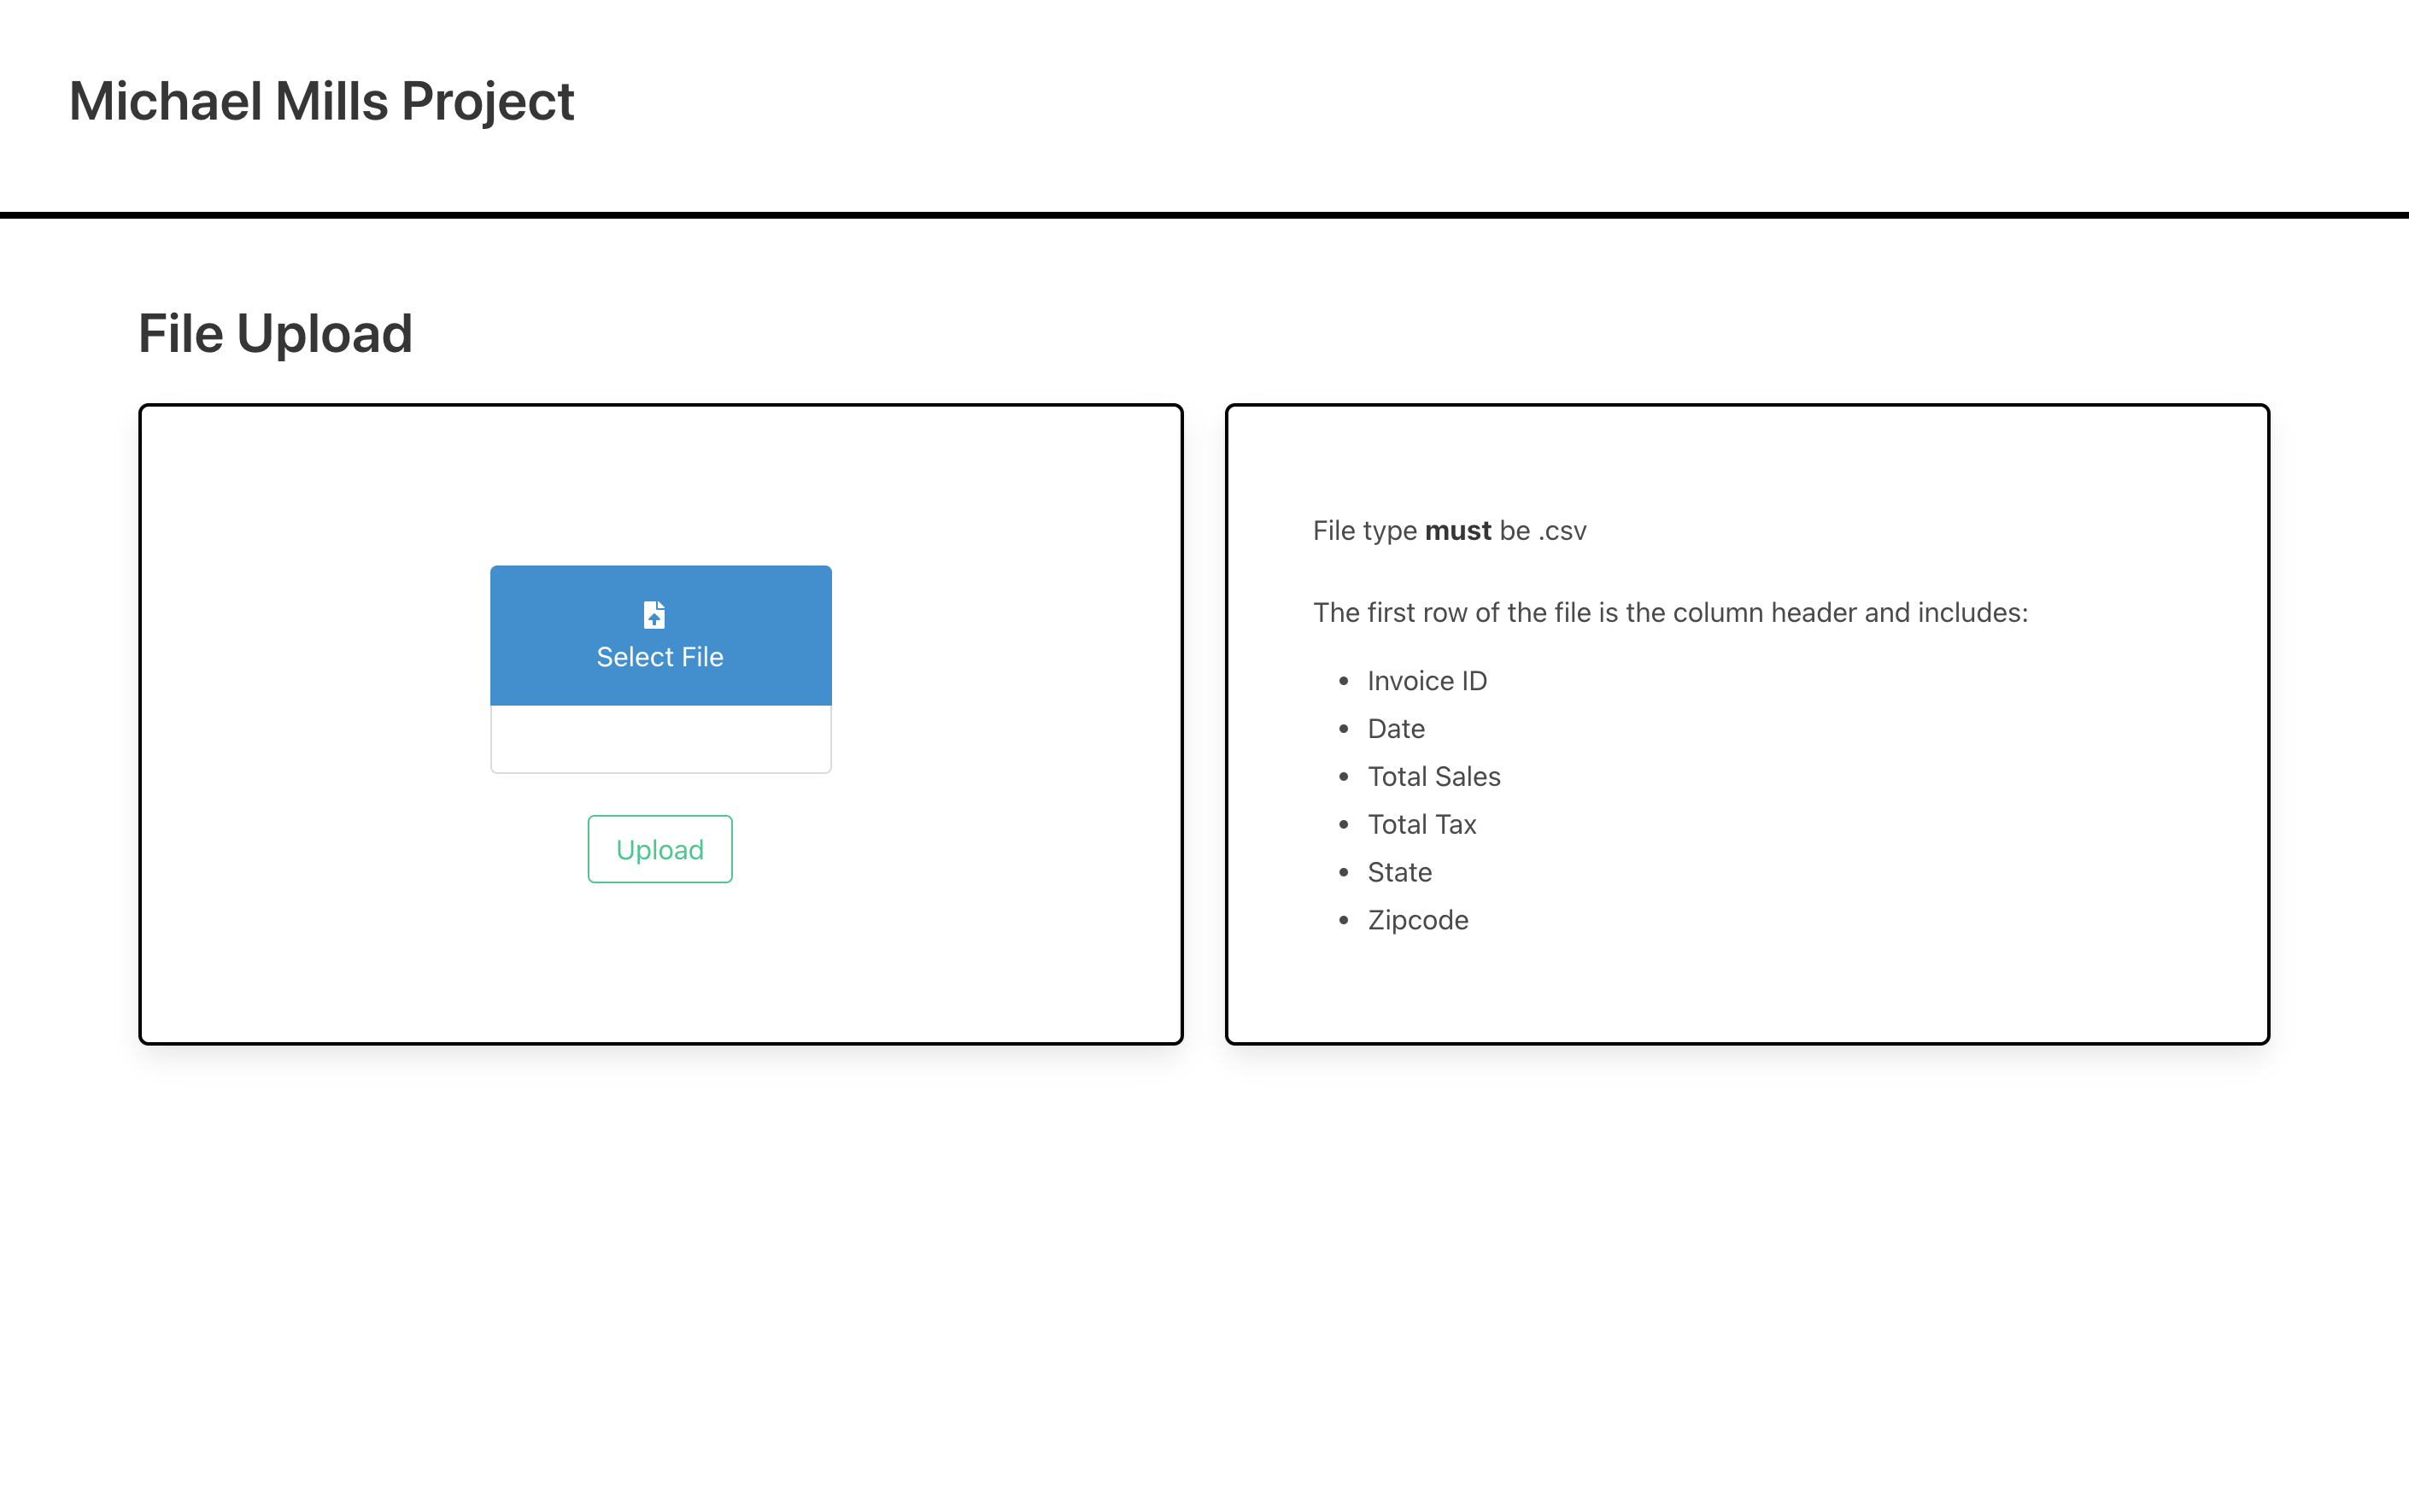 Michael Mills Project
File Upload
Select File
Upload
File type must be .csv
The first row of the file is the column header and includes:
Invoice ID
Date
Total Sales
Total Tax
State
Zipcode